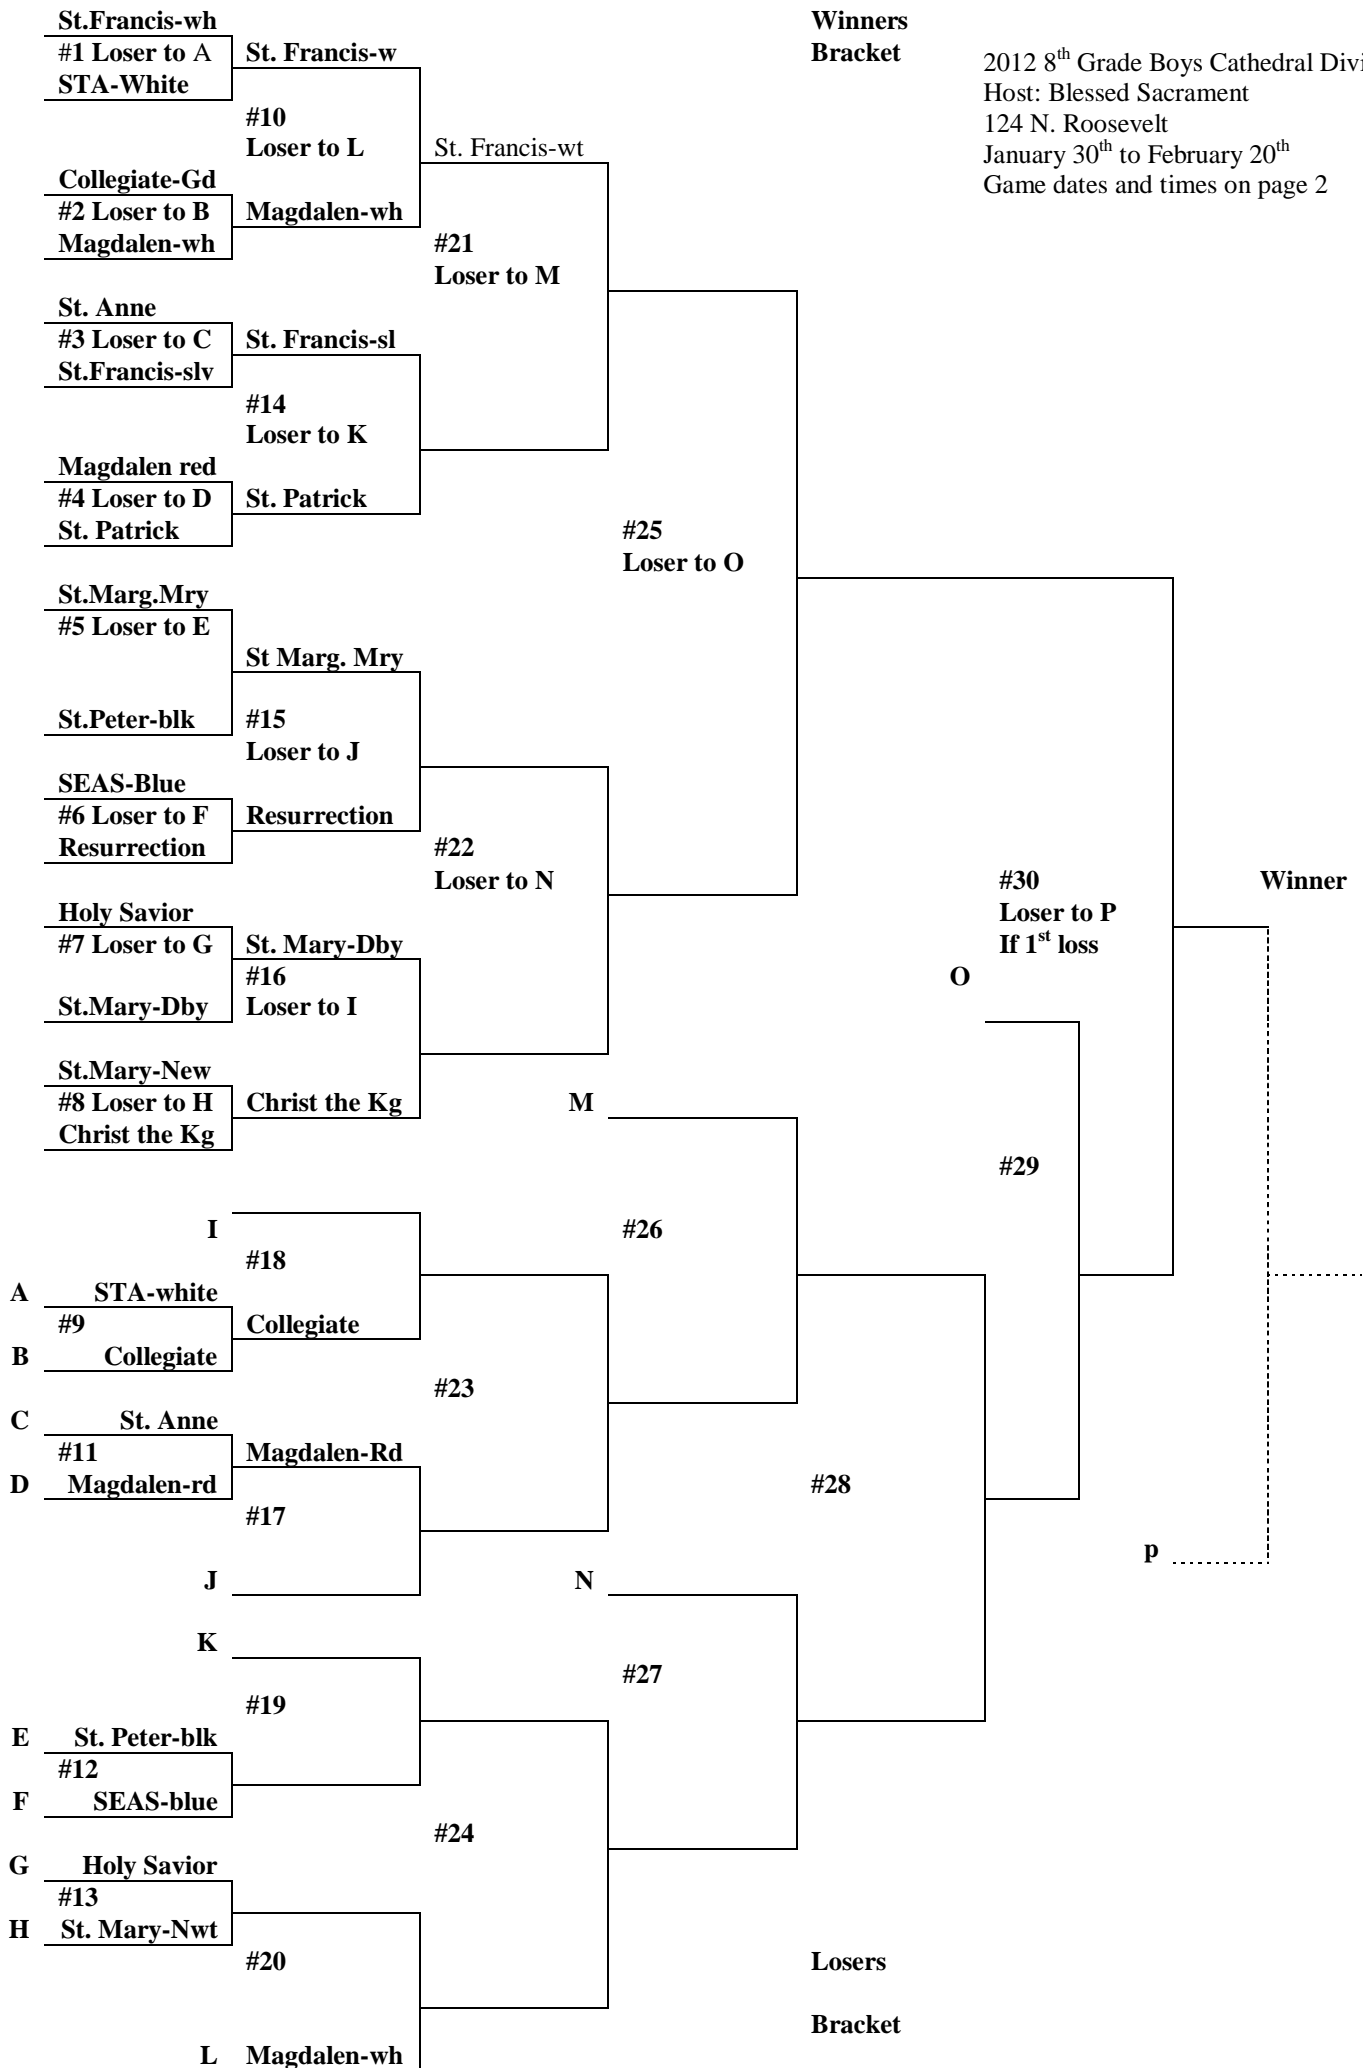 St.Francis-wh
#1 Loser to A
STA-White
St. Francis-w
#10
Loser to L
Collegiate-Gd
#2 Loser to B
Magdalen-wh
Magdalen-wh
St. Francis-wt
#21
Loser to M
St. Anne
#3 Loser to C
St.Francis-slv
St. Francis-sl
#14
Loser to K
Magdalen red
#4 Loser to D
St. Patrick
St. Patrick
#25
Loser to O
St.Marg.Mry
#5 Loser to E
St.Peter-blk
St Marg. Mry
#15
Loser to J
SEAS-Blue
#6 Loser to F
Resurrection
Resurrection
#22
Loser to N
Holy Savior
#7 Loser to G
St.Mary-Dby
St. Mary-Dby
#16
Loser to I
St.Mary-New
#8 Loser to H
Christ the Kg
Christ the Kg
Winners
Bracket
2012 8th Grade Boys Cathedral Divi
Host: Blessed Sacrament
124 N. Roosevelt
January 30th to February 20th
Game dates and times on page 2
#30
Loser to P
If 1st loss
Winner
O
M
#29
I
#18
#26
A STA-white
#9
B Collegiate
Collegiate
#23
C St. Anne
#11
D Magdalen-rd
Magdalen-Rd
#17
#28
J
N
p
K
#19
#27
E St. Peter-blk
#12
F SEAS-blue
#24
G Holy Savior
#13
H St. Mary-Nwt
#20
L Magdalen-wh
Losers
Bracket